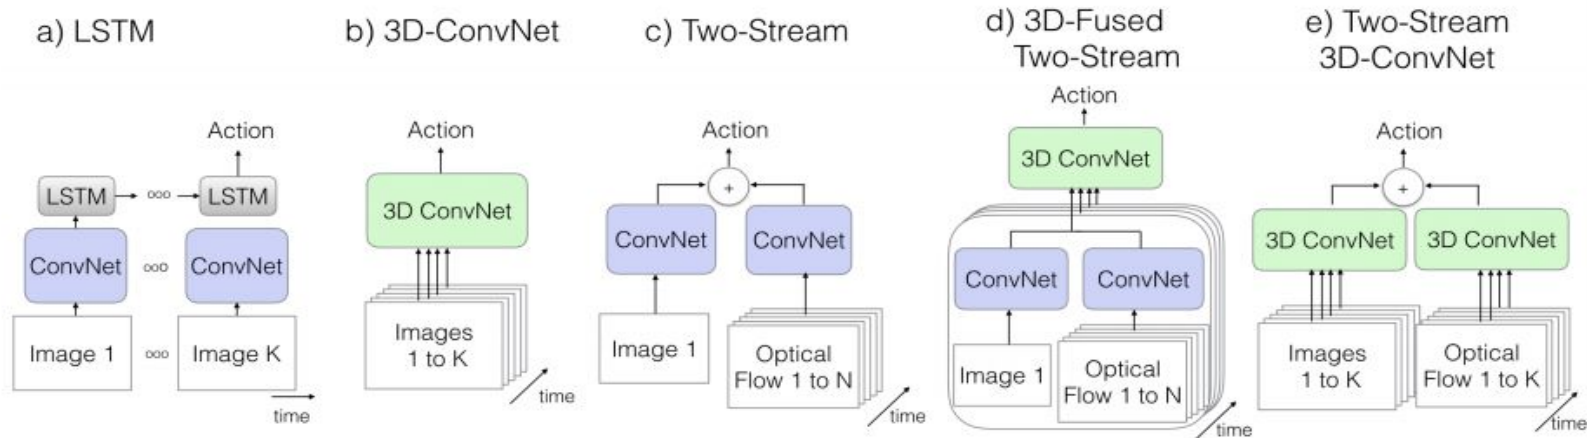 a) LSTM
Action
LSTM
ooo
LSTM
ConvNet
ooo
ConvNet
Image 1
ooo
Image K
time
b) 3D-ConvNet
Action
3D ConvNet
Images
1 to K
time
c) Two-Stream
Action
+
ConvNet
ConvNet
Image 1
Optical
Flow 1 to N
time
d) 3D-Fused
Two-Stream
Action
3D ConvNet
ConvNet
ConvNet
Image 1
Optical
Flow 1 to N
time
e) Two-Stream
3D-ConvNet
Action
+
3D ConvNet
3D ConvNet
Images
1 to K
Optical
Flow 1 to K
time